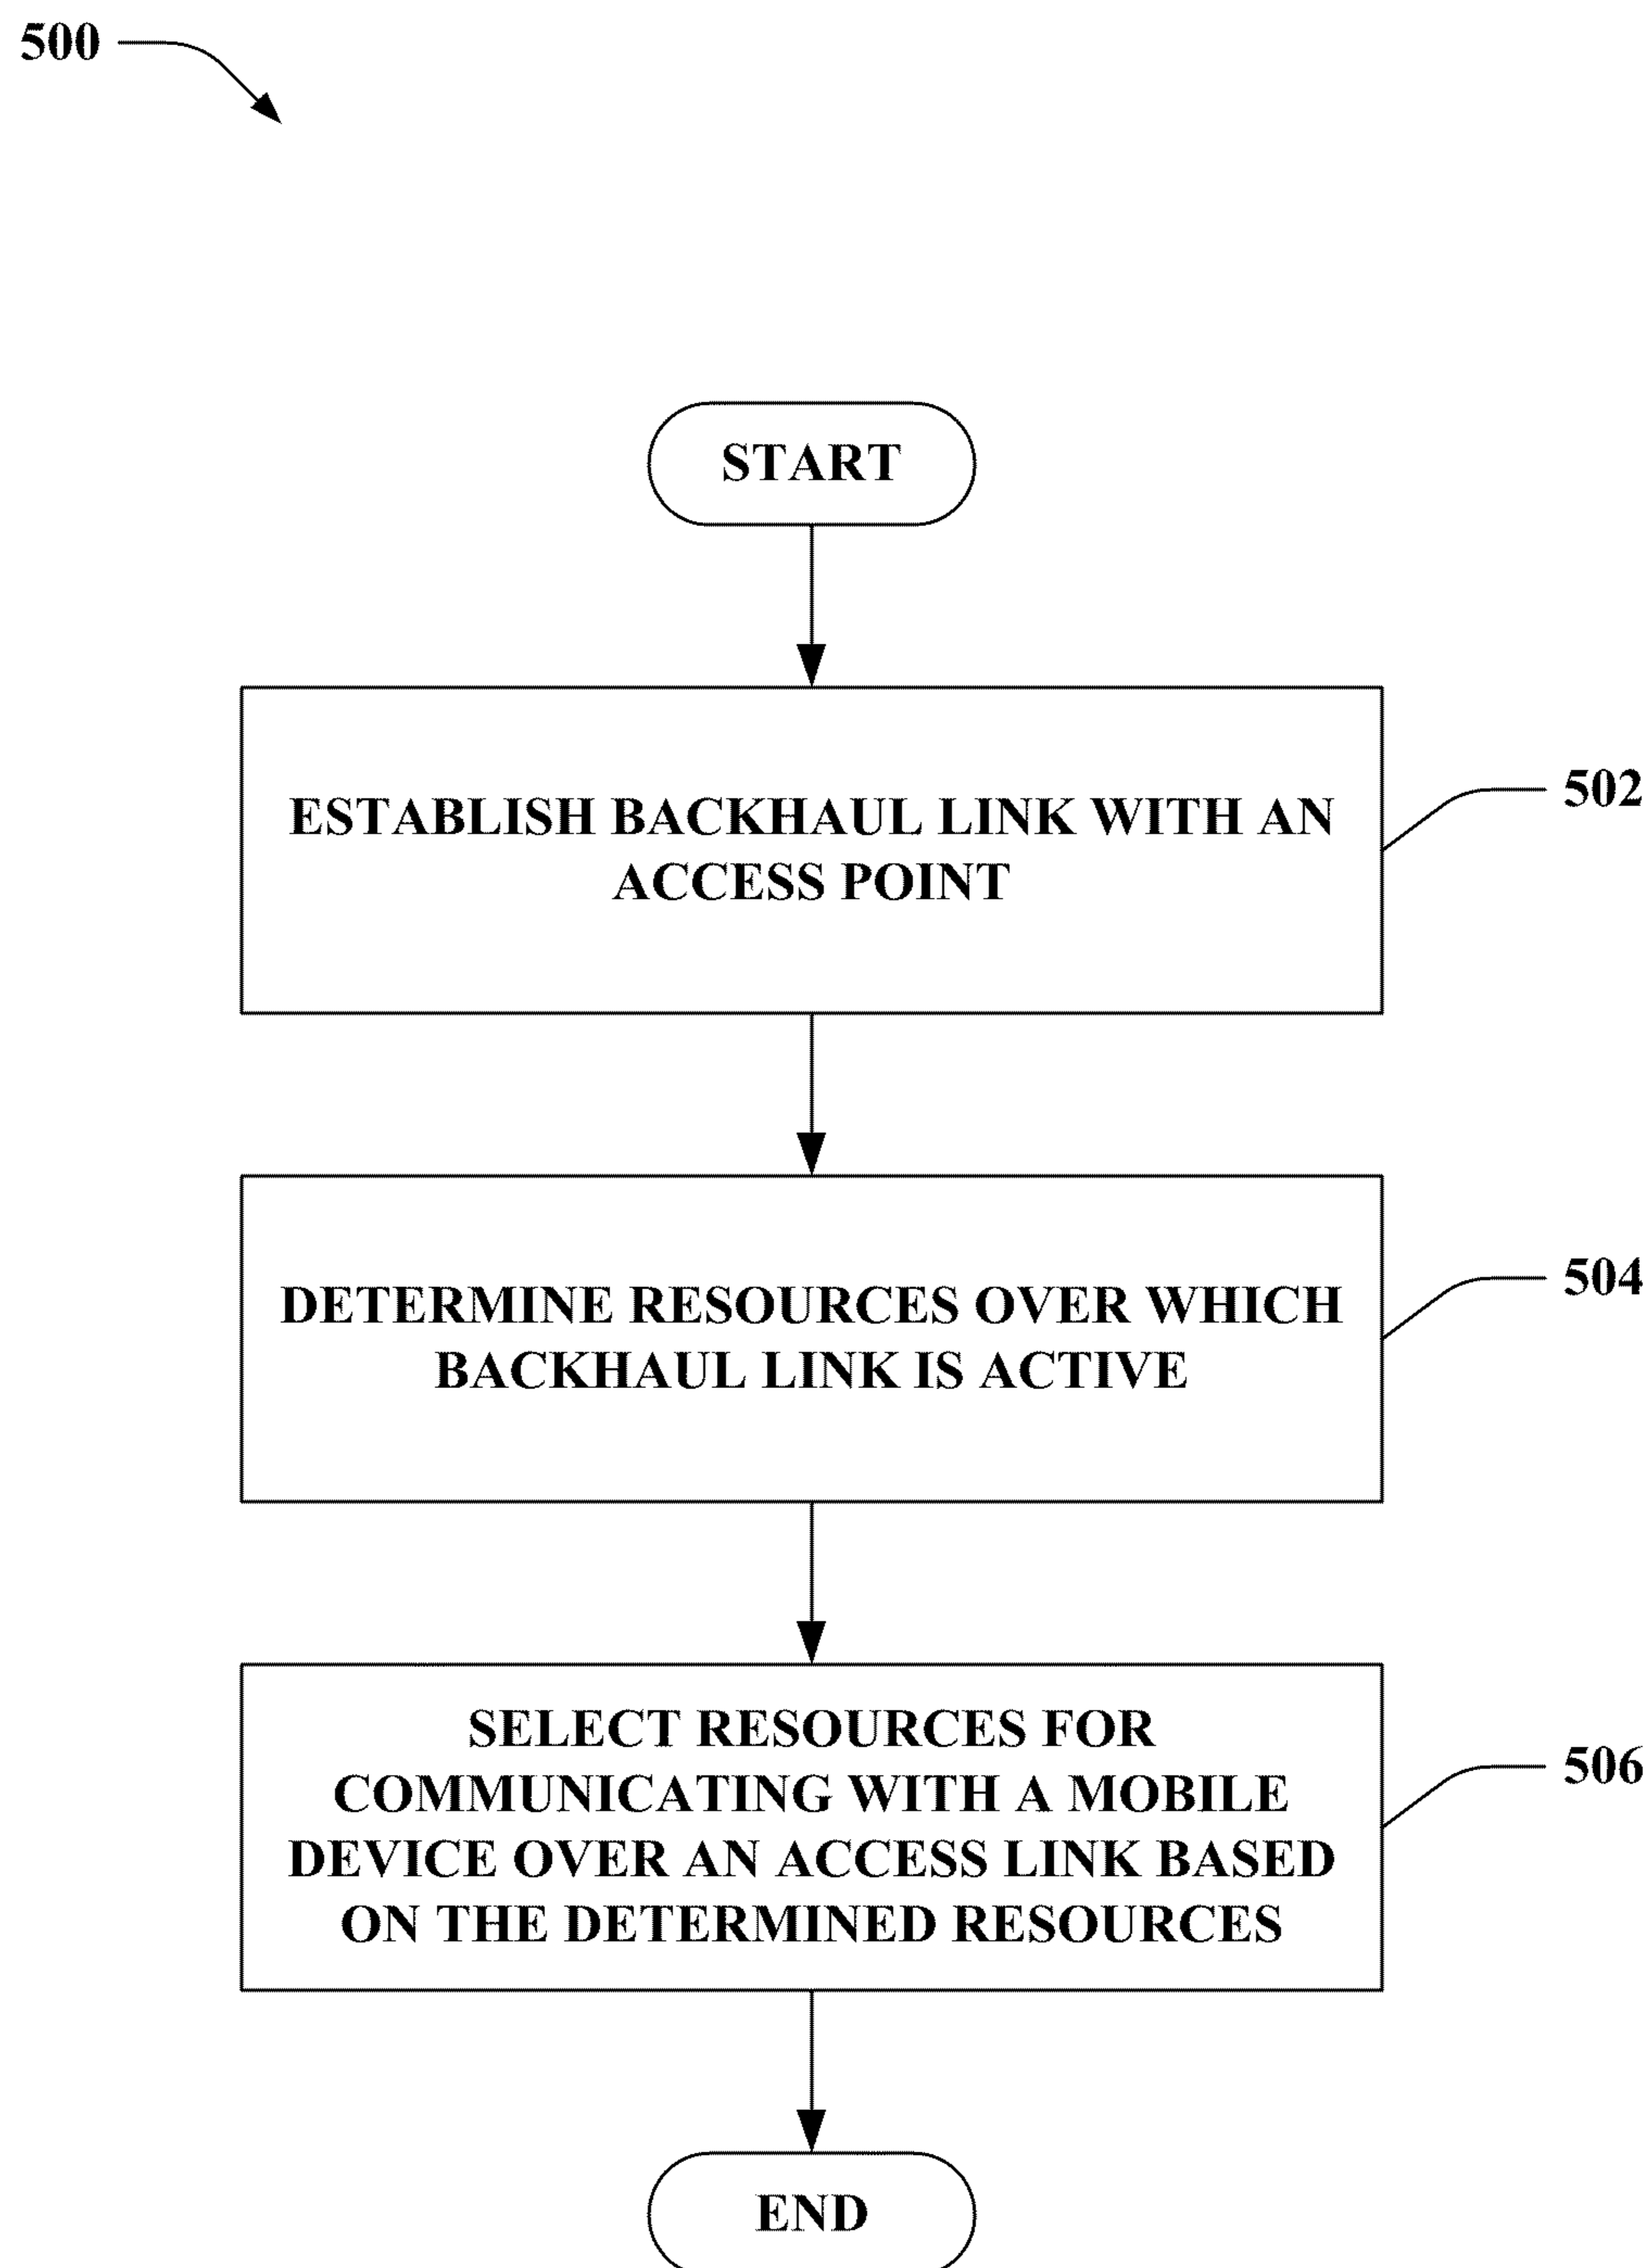 500
START
ESTABLISH BACKHAUL LINK WITH AN
ACCESS POINT
502
DETERMINE RESOURCES OVER WHICH
BACKHAUL LINK IS ACTIVE
504
SELECT RESOURCES FOR
COMMUNICATING WITH A MOBILE
DEVICE OVER AN ACCESS LINK BASED
ON THE DETERMINED RESOURCES
506
END